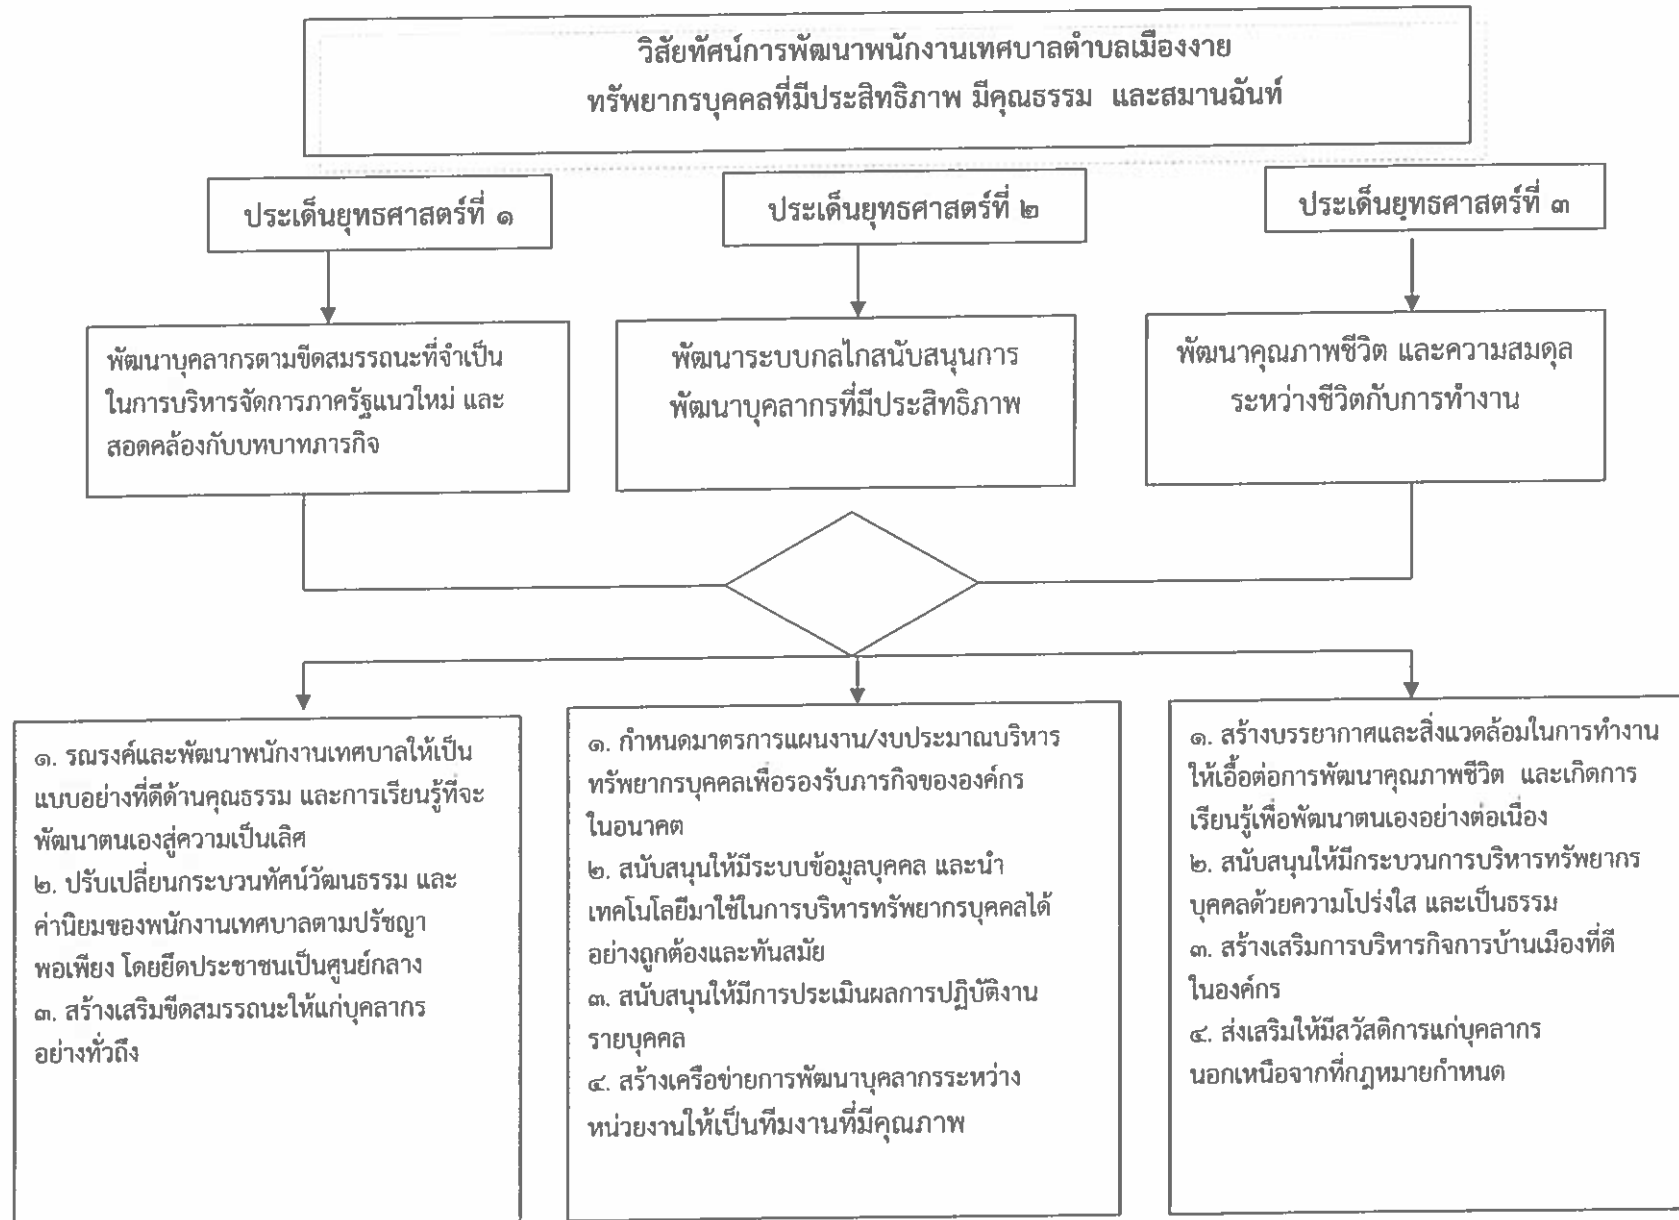 วิสัยทัศน์การพัฒนาพนักงานเทศบาลตำบลเมืองงาย
ทรัพยากรบุคคลที่มีประสิทธิภาพ มีคุณธรรม และสมานฉันท์
ประเด็นยุทธศาสตร์ที่ ๑
ประเด็นยุทธศาสตร์ที่ ๒
ประเด็นยุทธศาสตร์ที่ ๓
พัฒนาบุคลากรตามขีดสมรรถนะที่จำเป็น
ในการบริหารจัดการภาครัฐแนวใหม่ และ
สอดคล้องกับบทบาทภารกิจ
พัฒนาระบบกลไกสนับสนุนการ
พัฒนาบุคลากรที่มีประสิทธิภาพ
พัฒนาคุณภาพชีวิต และความสมดุล
ระหว่างชีวิตกับการทำงาน
๑. รณรงค์และพัฒนาพนักงานเทศบาลให้เป็น
แบบอย่างที่ดีด้านคุณธรรม และการเรียนรู้ที่จะ
พัฒนาตนเองสู่ความเป็นเลิศ
๒. ปรับเปลี่ยนกระบวนทัศน์วัฒนธรรม และ
ค่านิยมของพนักงานเทศบาลตามปรัชญา
พอเพียง โดยยึดประชาชนเป็นศูนย์กลาง
๓. สร้างเสริมขีดสมรรถนะให้แก่บุคลากร
อย่างทั่วถึง
๑. กำหนดมาตรการแผนงาน/งบประมาณบริหาร
ทรัพยากรบุคคลเพื่อรองรับภารกิจขององค์กร
ในอนาคต
๒. สนับสนุนให้มีระบบข้อมูลบุคคล และนำ
เทคโนโลยีมาใช้ในการบริหารทรัพยากรบุคคลได้
อย่างถูกต้องและทันสมัย
๓. สนับสนุนให้มีการประเมินผลการปฏิบัติงาน
รายบุคคล
๔. สร้างเครือข่ายการพัฒนาบุคลากรระหว่าง
หน่วยงานให้เป็นทีมงานที่มีคุณภาพ
๑. สร้างบรรยากาศและสิ่งแวดล้อมในการทำงาน
ให้เอื้อต่อการพัฒนาคุณภาพชีวิต และเกิดการ
เรียนรู้เพื่อพัฒนาตนเองอย่างต่อเนื่อง
๒. สนับสนุนให้มีกระบวนการบริหารทรัพยากร
บุคคลด้วยความโปร่งใส และเป็นธรรม
๓. สร้างเสริมการบริหารกิจการบ้านเมืองที่ดี
ในองค์กร
๔. ส่งเสริมให้มีสวัสดิการแก่บุคลากร
นอกเหนือจากที่กฎหมายกำหนด